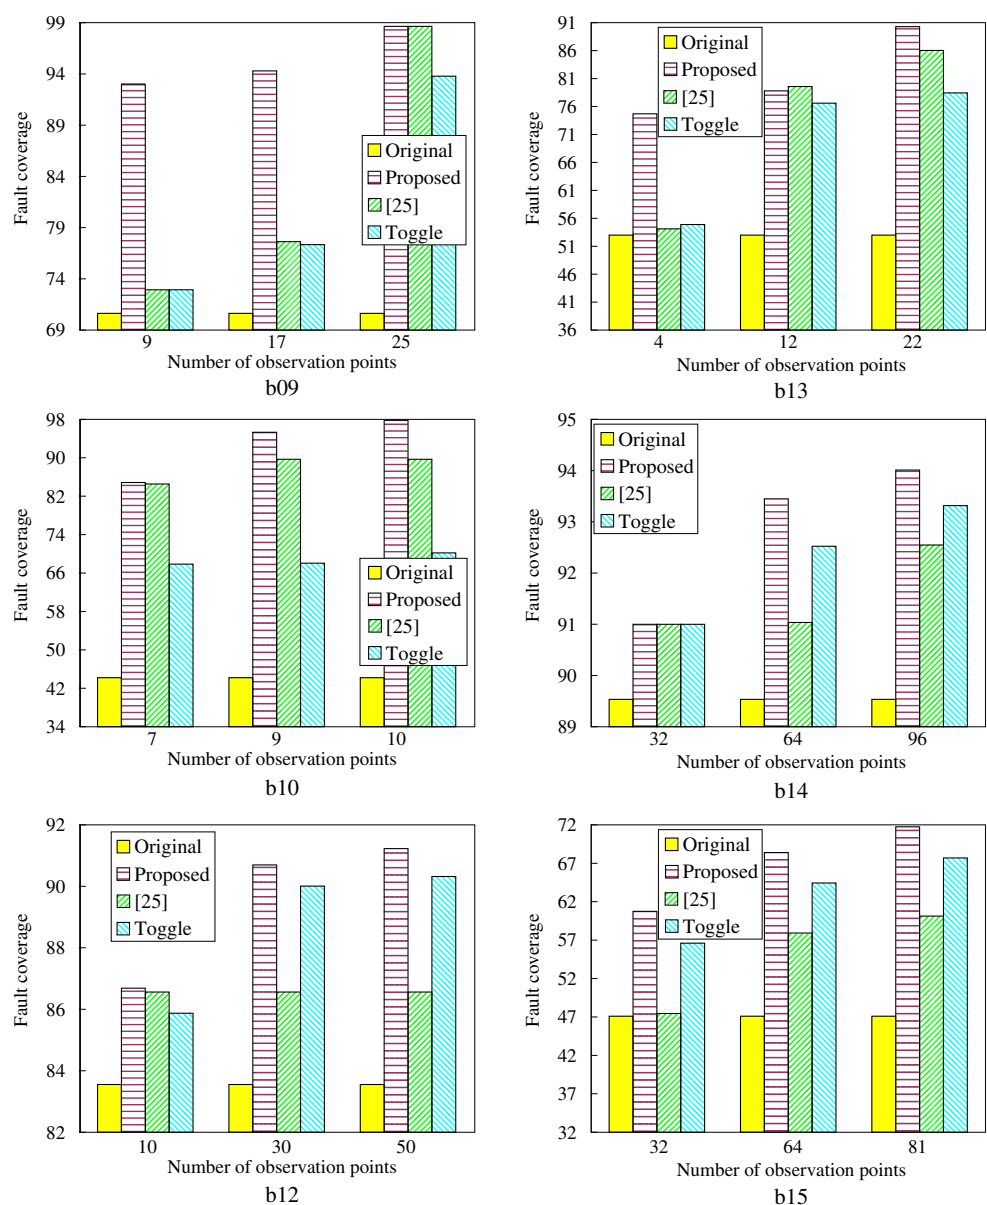 99
94
89
84
79
74
69
Fault coverage
Original
Proposed
[25]
Toggle
9 17 25
Number of observation points
b09
91
86
81
76
71
66
61
56
51
46
41
36
Fault coverage
Original
Proposed
[25]
Toggle
4 12 22
Number of observation points
b13
98
90
82
74
66
58
50
42
34
Fault coverage
Original
Proposed
[25]
Toggle
7 9 10
Number of observation points
b10
95
94
93
92
91
90
89
Fault coverage
Original
Proposed
[25]
Toggle
32 64 96
Number of observation points
b14
92
90
88
86
84
82
Fault coverage
Original
Proposed
[25]
Toggle
10 30 50
Number of observation points
b12
72
67
62
57
52
47
42
37
32
Fault coverage
Original
Proposed
[25]
Toggle
32 64 81
Number of observation points
b15